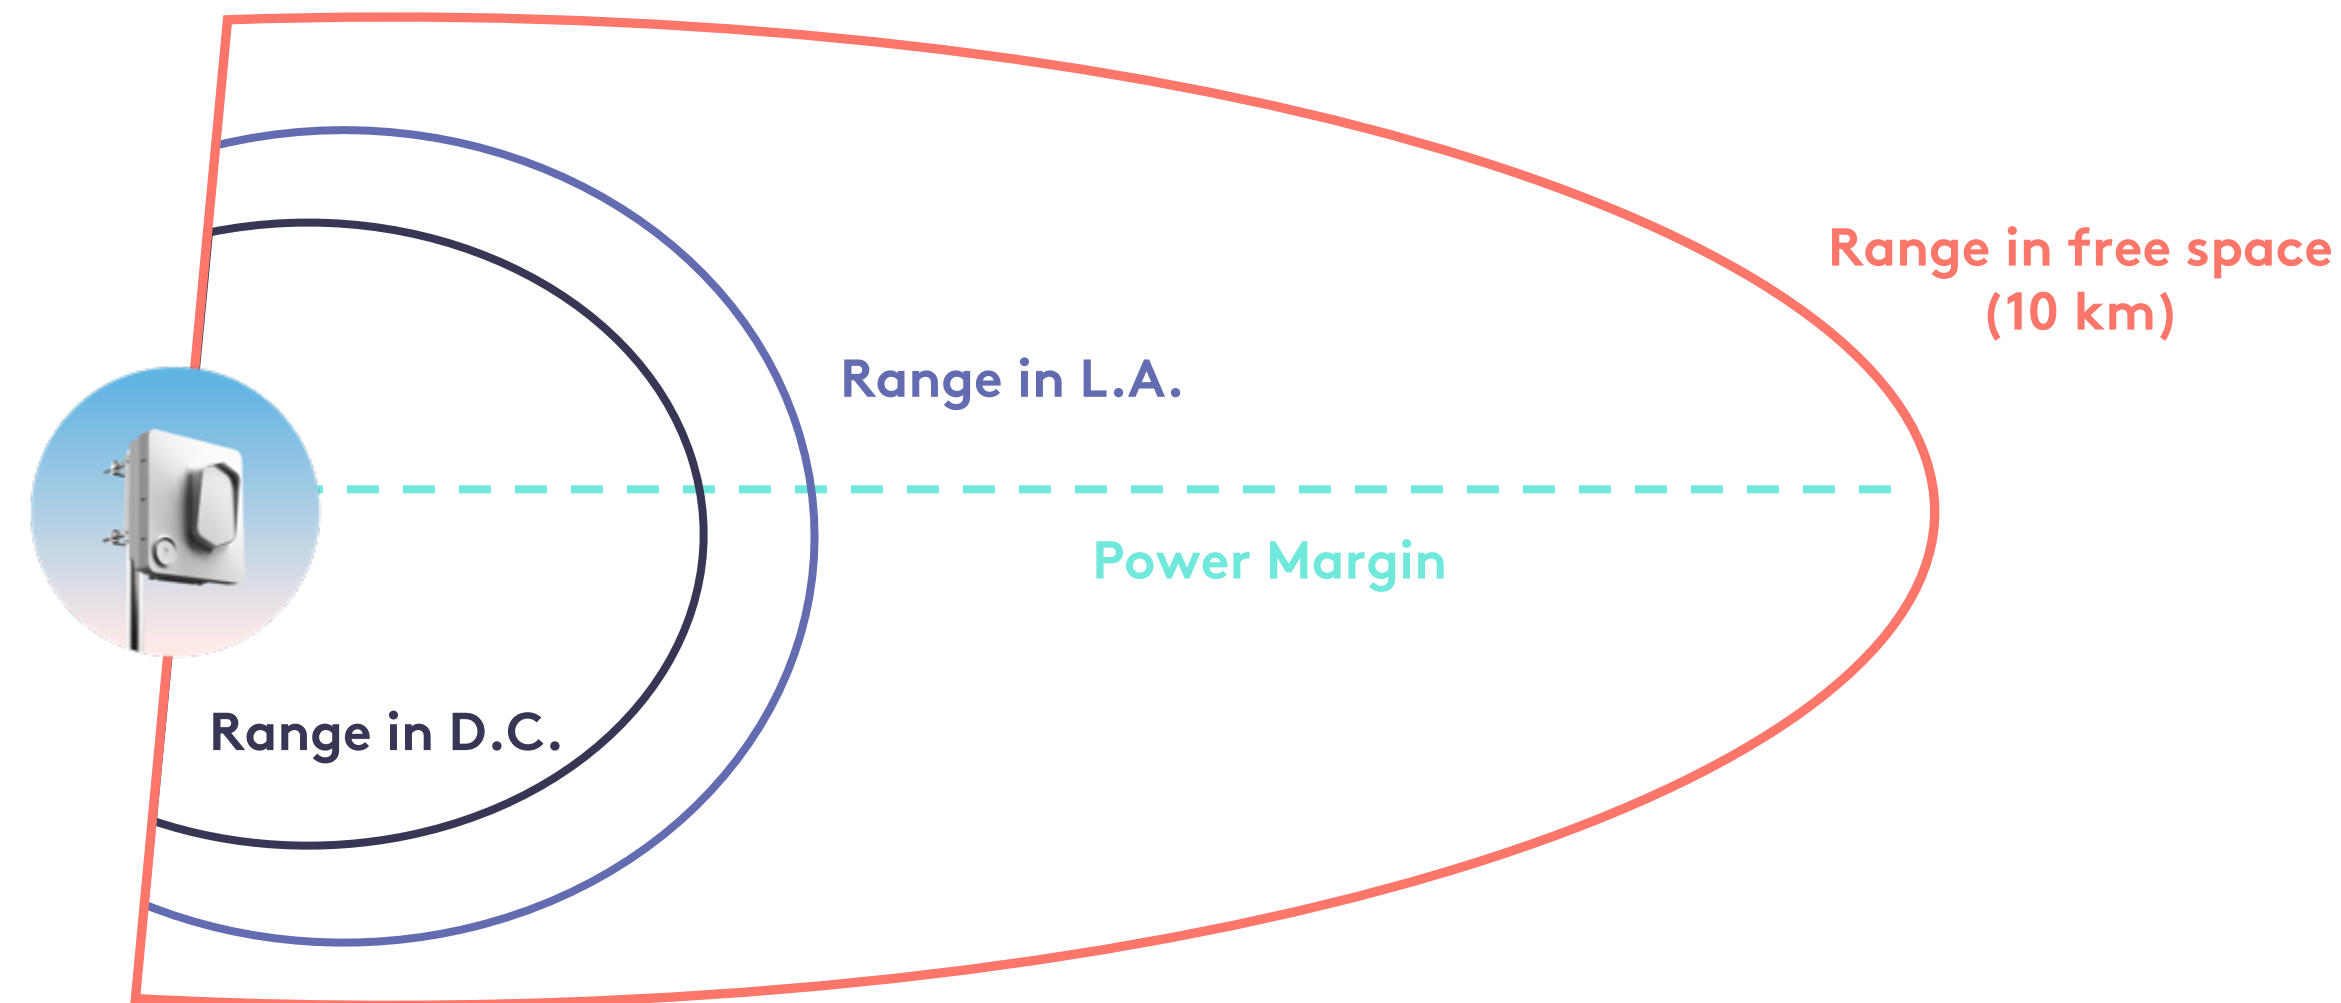 Range in free space
(10 km)
Range in L.A.
Power Margin
Range in D.C.